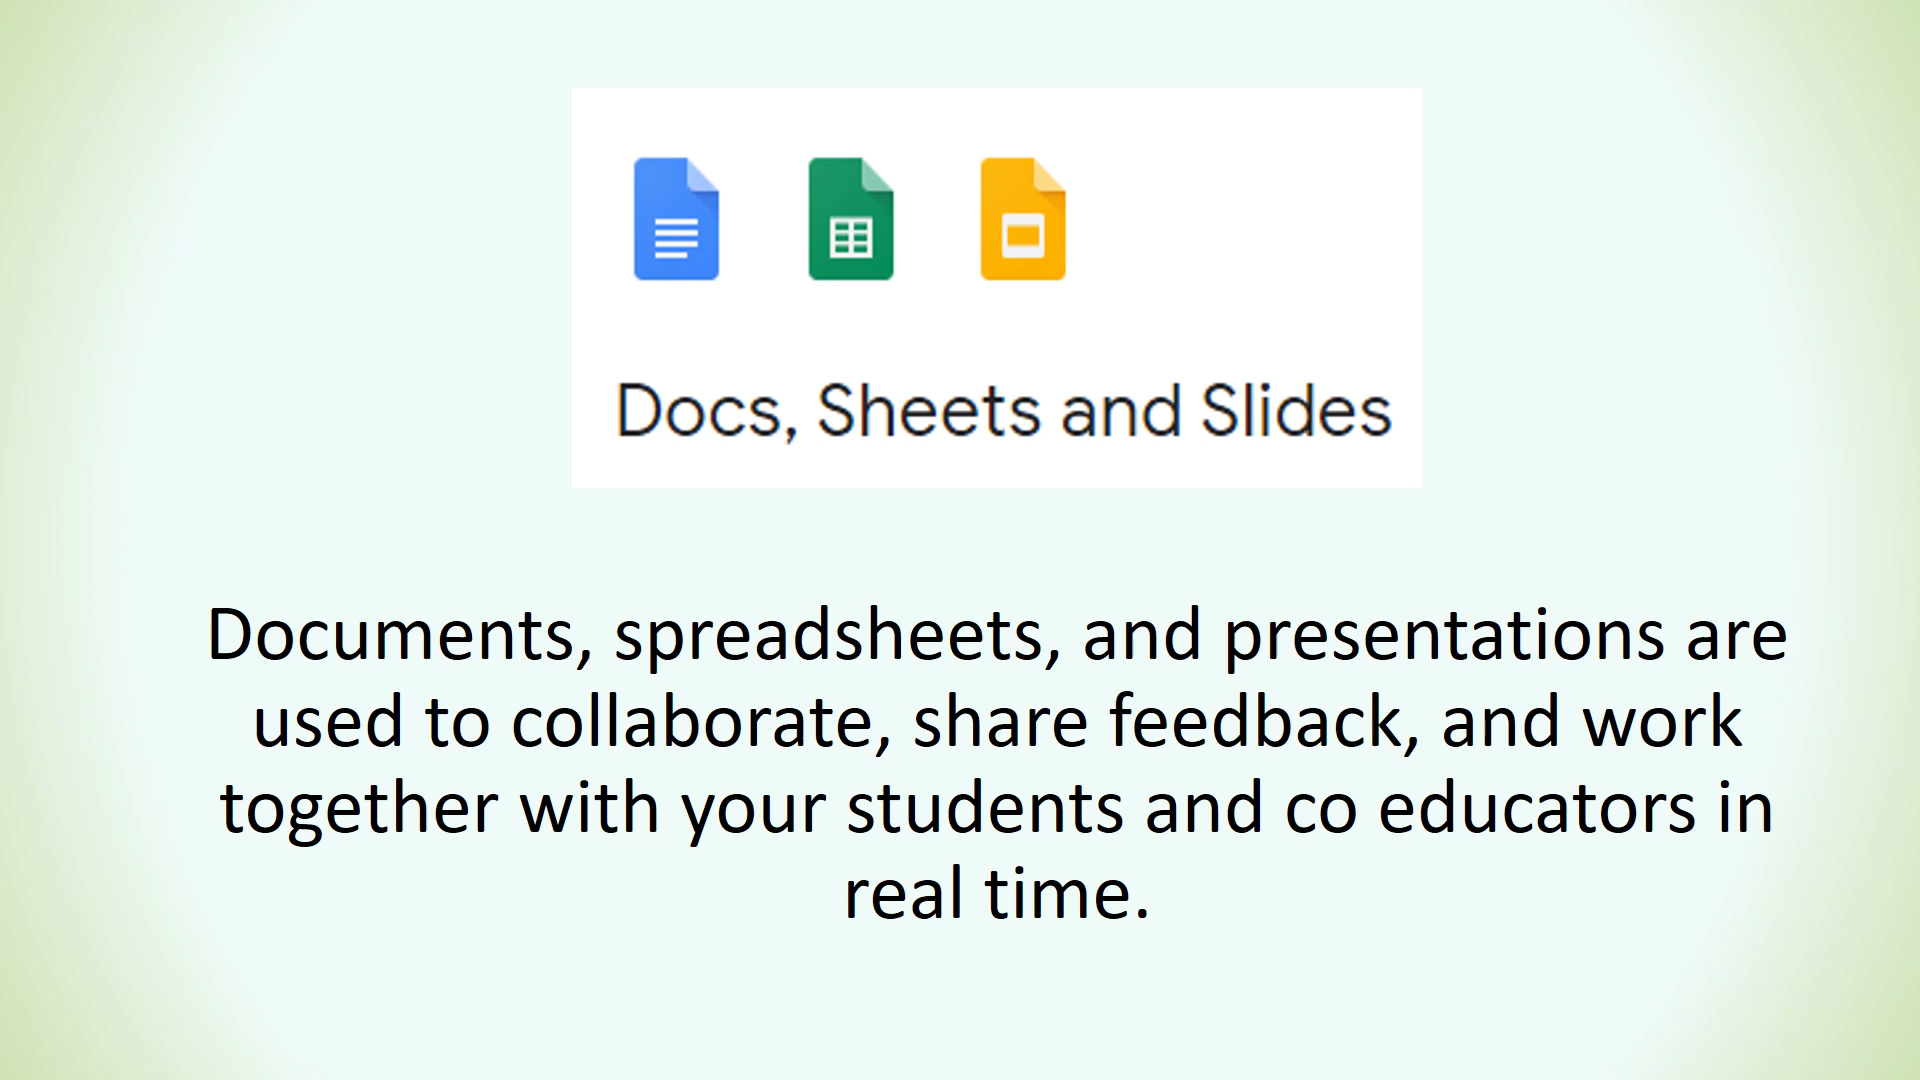 Docs, Sheets and Slides
Documents, spreadsheets, and presentations are
used to collaborate, share feedback, and work
together with your students and co educators in
real time.